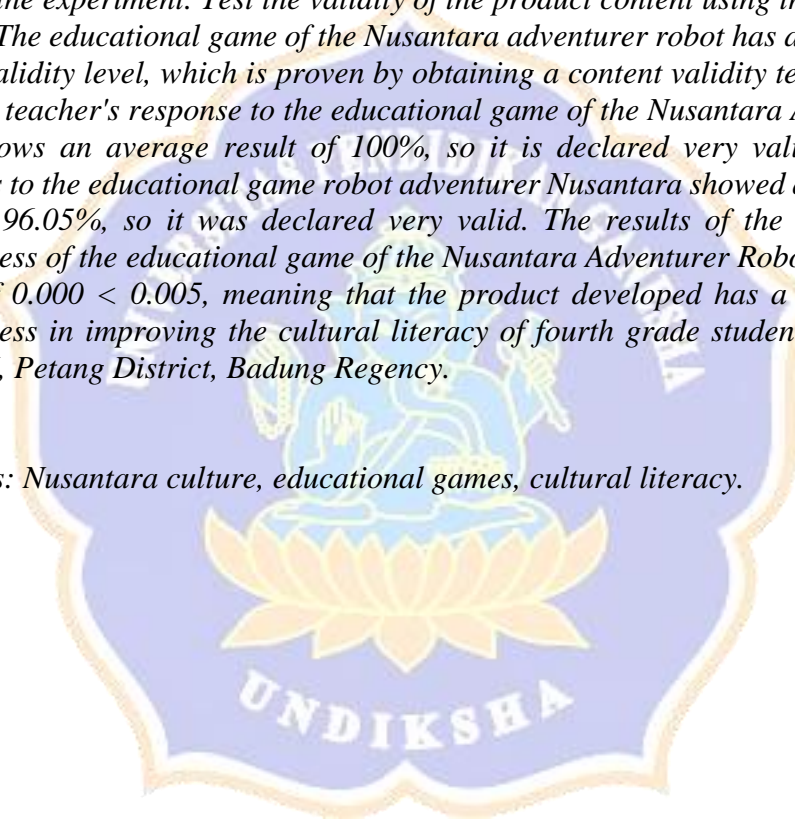 the experiment. Test the validity of the product content using th
The educational game of the Nusantara adventurer robot has a
alidity level, which is proven by obtaining a content validity te
teacher's response to the educational game of the Nusantara A
ows an average result of 100%, so it is declared very vali
to the educational game robot adventurer Nusantara showed
96.05%, so it was declared very valid. The results of the
ess of the educational game of the Nusantara Adventurer Robo
0.000 < 0.005, meaning that the product developed has a
ess in improving the cultural literacy of fourth grade studen
, Petang District, Badung Regency.
s: Nusantara culture, educational games, cultural literacy.
UNIVERSITAS PENDIDIKAN GANESHA
UNDIKSHA